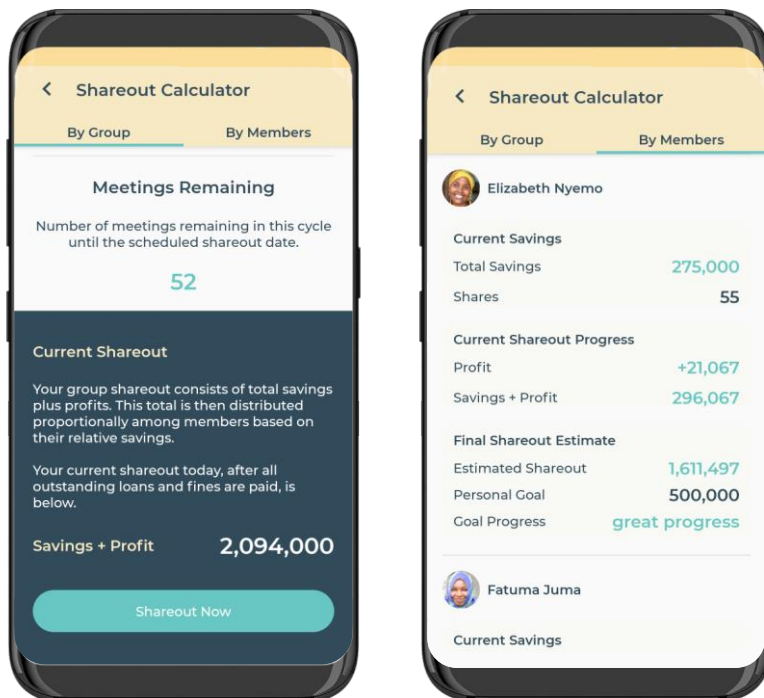 Shareout Calculator
By Group By Members
Meetings Remaining
Number of meetings remaining in this cycle
until the scheduled shareout date.
52
Current Shareout
Your group shareout consists of total savings
plus profits. This total is then distributed
proportionally among members based on
their relative savings.
Your current shareout today, after all
outstanding loans and fines are paid, is
below.
Savings + Profit 2,094,000
Shareout Now
Shareout Calculator
By Group By Members
Elizabeth Nyemo
Current Savings
Total Savings 275,000
Shares 55
Current Shareout Progress
Profit +21,067
Savings + Profit 296,067
Final Shareout Estimate
Estimated Shareout 1,611,497
Personal Goal 500,000
Goal Progress great progress
Fatuma Juma
Current Savings